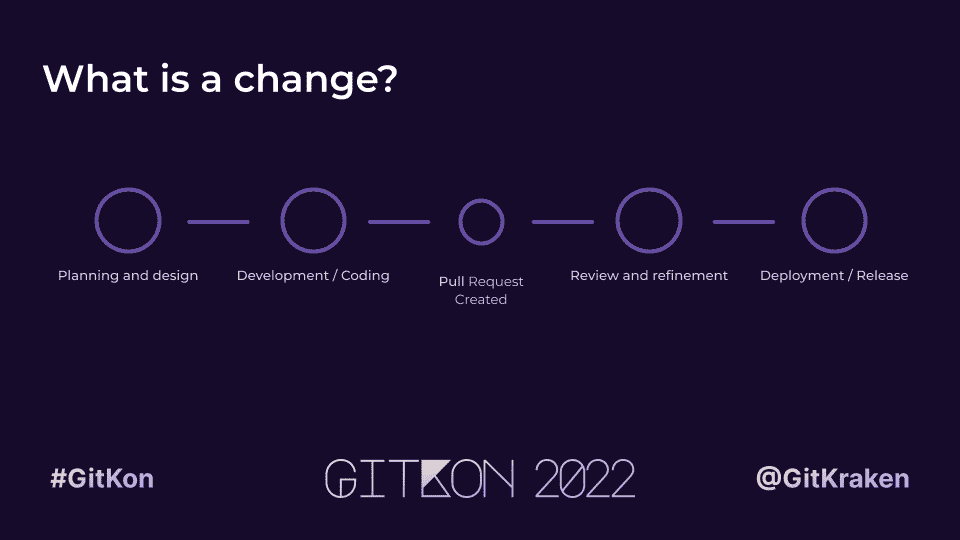 What is a change?
Planning and design
Development / Coding
Pull Request
Created
Review and refinement
Deployment / Release
#GitKon
GITKON 2022
@GitKraken